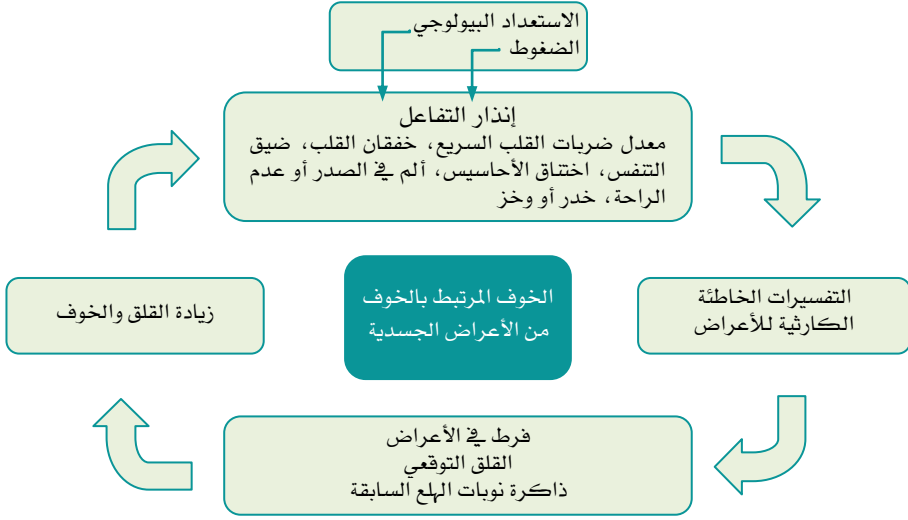 الاستعداد البيولوجي
الضغوط
إنذار التفاعل
معدل ضربات القلب السريع، خفقان القلب، ضيق
التنفس، اختناق الأحاسيس، ألم في الصدر أو عدم
الراحة، خدر أو وخز
التفسيرات الخاطئة
الكارثية للأعراض
الخوف المرتبط بالخوف
من الأعراض الجسدية
زيادة القلق والخوف
فرط في الأعراض
القلق التوقعي
ذاكرة نوبات الهلع السابقة